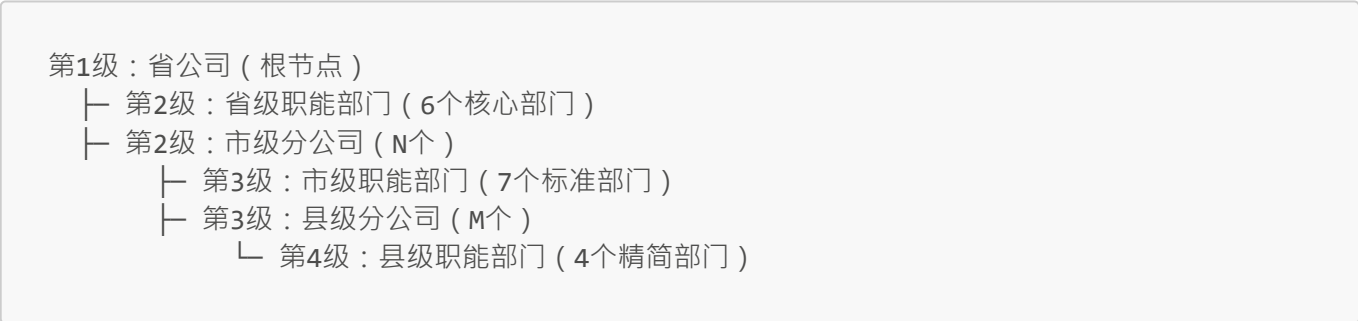 第1级：省公司（根节点）
├─ 第2级：省级职能部门（6个核心部门）
├─ 第2级：市级分公司（N个）
├─ 第3级：市级职能部门（7个标准部门）
├─ 第3级：县级分公司（M个）
└─ 第4级：县级职能部门（4个精简部门）